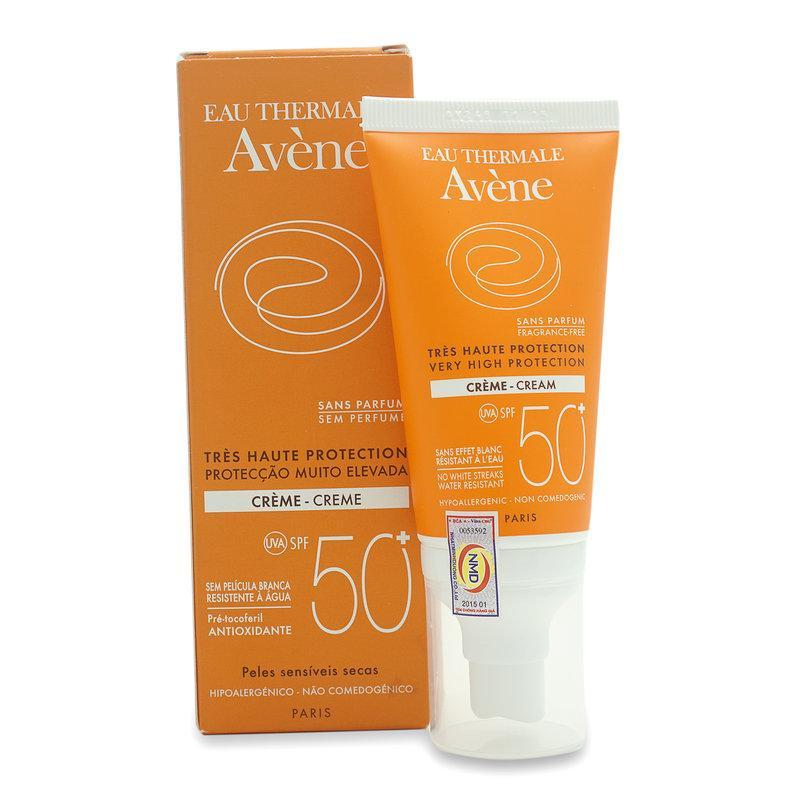 EAU THERMALE
Avène
SANS PARFUM
SEM PERFUME
TRÈS HAUTE PROTECTION
PROTECÇÃO MUITO ELEVADA
CRÈME - CREME
UVA SPF 50+
SEM PELÍCULA BRANCA
RESISTENTE À ÁGUA
Pré-tocoferil
ANTIOXIDANTE
Peles sensíveis secas
HIPOALERGÉNICO - NÃO COMEDOGÉNICO
PARIS
EAU THERMALE
Avène
SANS PARFUM
FRAGRANCE-FREE
TRÈS HAUTE PROTECTION
VERY HIGH PROTECTION
CRÈME - CREAM
UVA SPF 50+
SANS EFFET BLANC
RÉSISTANT À L'EAU
NO WHITE STREAKS
WATER RESISTANT
HYPOALLERGENIC - NON COMEDOGENIC
PARIS
0053592
NMD
2015 01